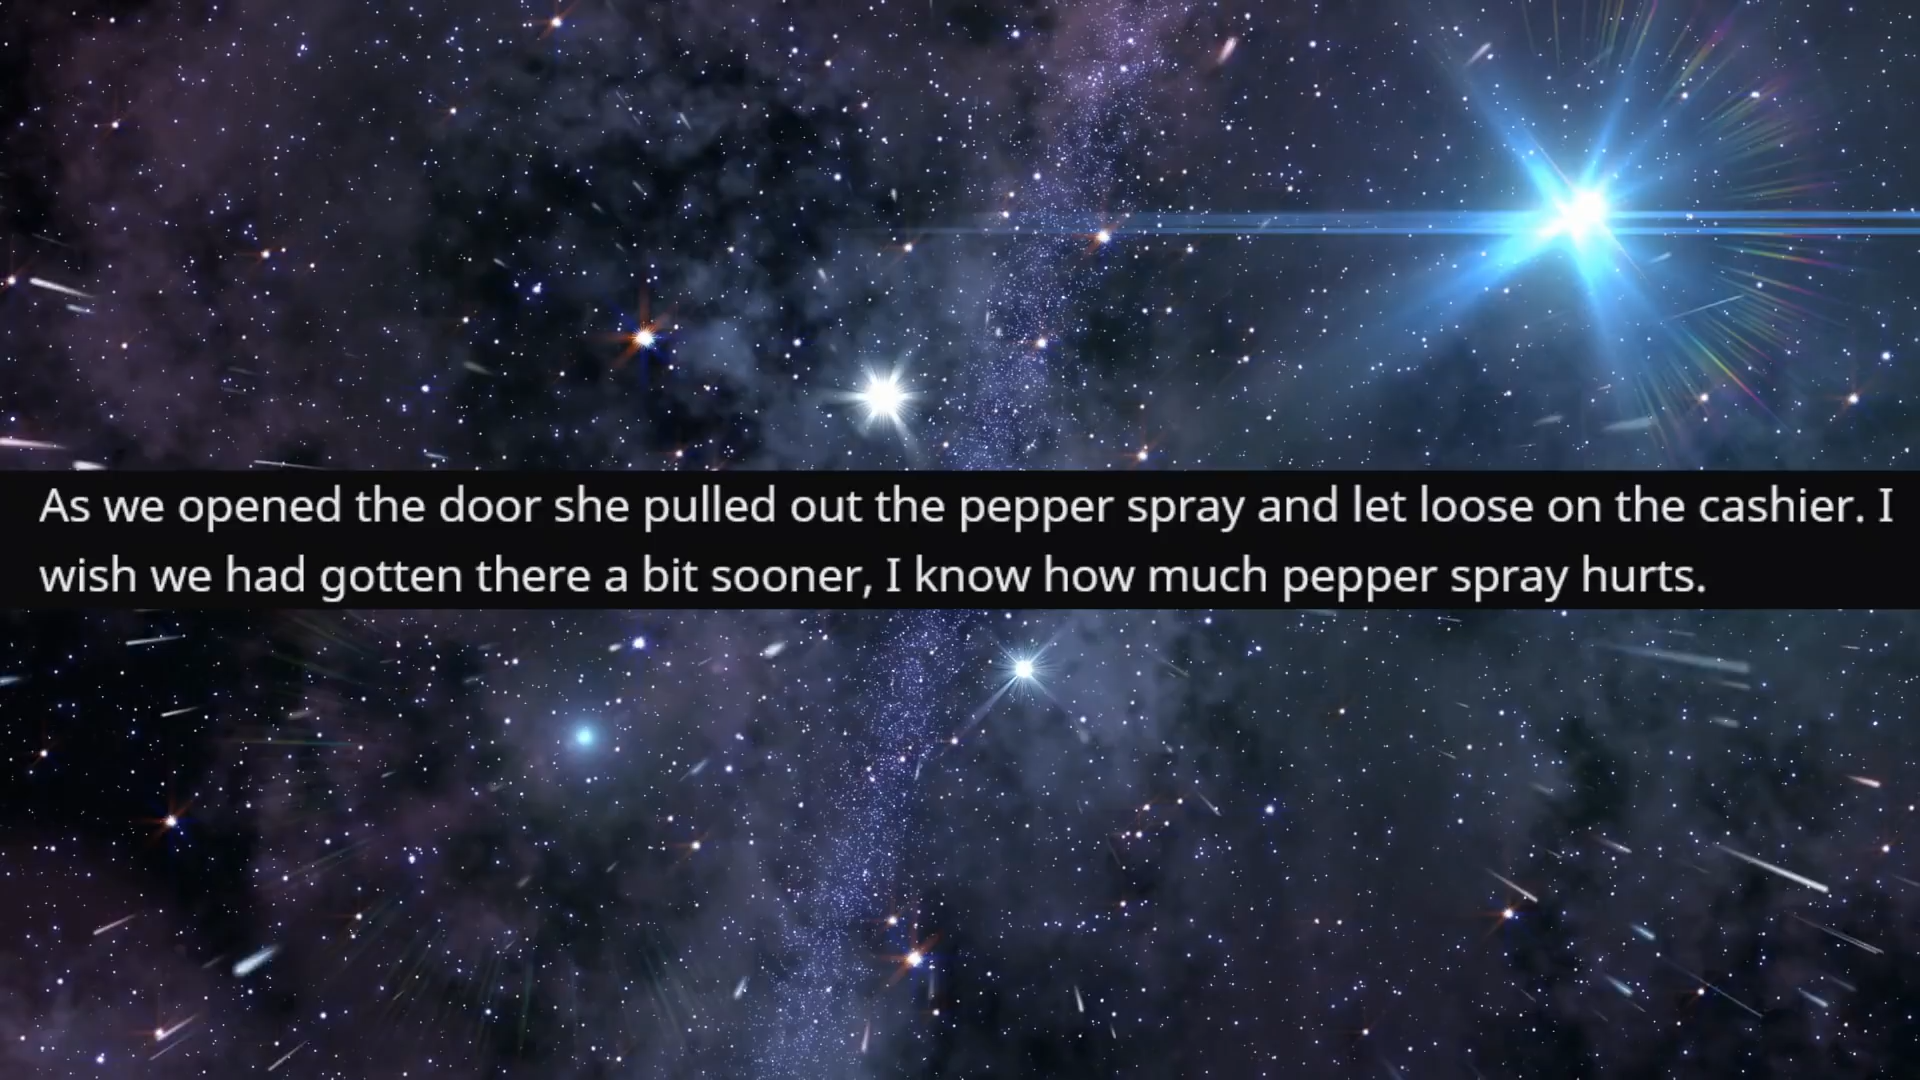 As we opened the door she pulled out the pepper spray and let loose on the cashier. I
wish we had gotten there a bit sooner, I know how much pepper spray hurts.